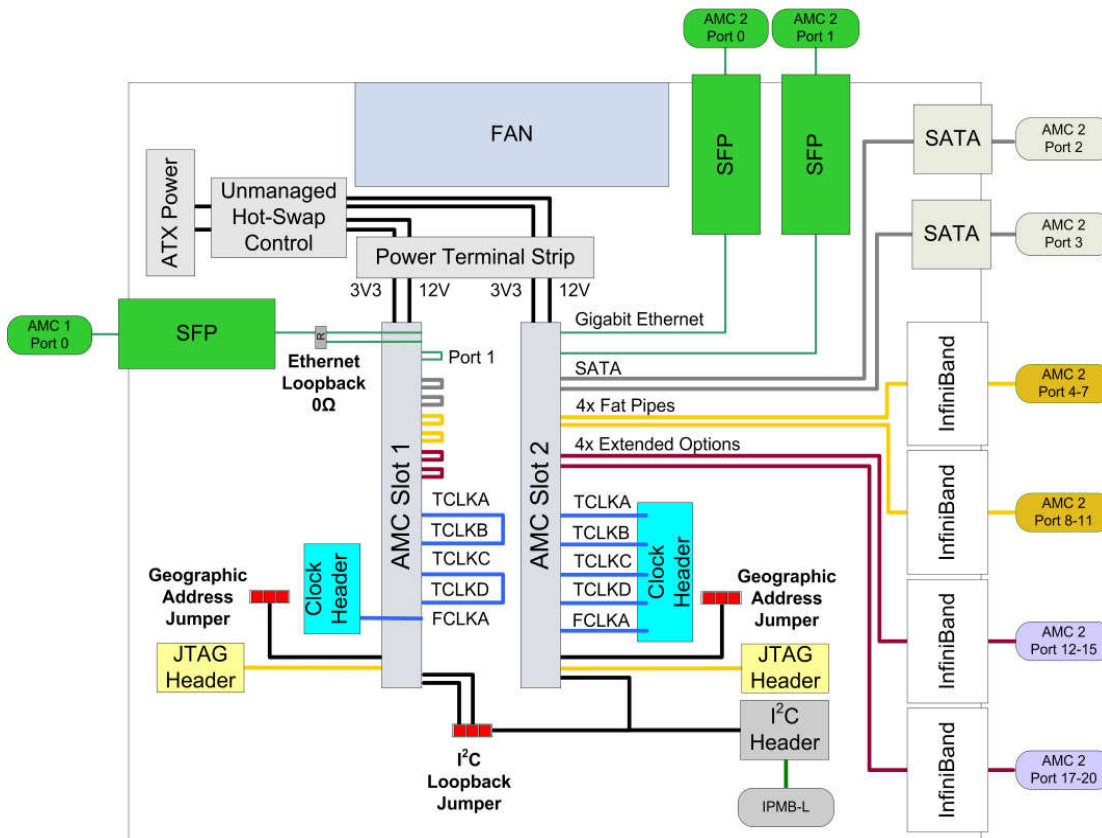 AMC 2
Port 0
AMC 2
Port 1
FAN
SFP
SFP
SATA
AMC 2
Port 2
SATA
AMC 2
Port 3
ATX Power
Unmanaged
Hot-Swap
Control
Power Terminal Strip
3V3
12V
3V3
12V
AMC 1
Port 0
SFP
R
Ethernet
Loopback
0Ω
Port 1
Gigabit Ethernet
SATA
4x Fat Pipes
4x Extended Options
AMC Slot 1
AMC Slot 2
InfiniBand
AMC 2
Port 4-7
InfiniBand
AMC 2
Port 8-11
InfiniBand
AMC 2
Port 12-15
InfiniBand
AMC 2
Port 17-20
TCLKA
TCLKB
TCLKC
TCLKD
FCLKA
TCLKA
TCLKB
TCLKC
TCLKD
FCLKA
Clock
Header
Clock
Header
Geographic
Address
Jumper
Geographic
Address
Jumper
JTAG
Header
JTAG
Header
I²C
Loopback
Jumper
I²C
Header
IPMB-L